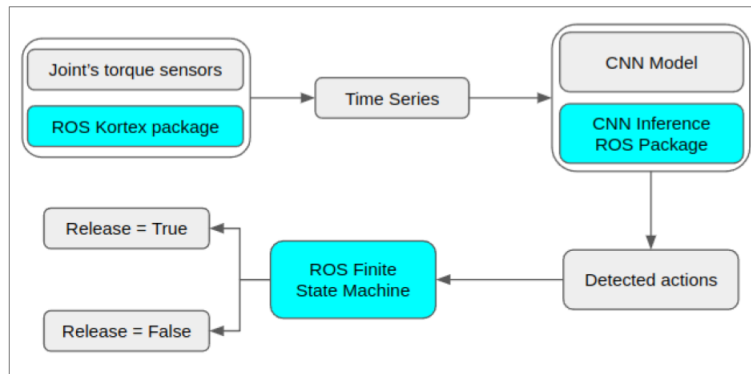 Joint's torque sensors
ROS Kortex package
Time Series
CNN Model
CNN Inference
ROS Package
Detected actions
ROS Finite
State Machine
Release = True
Release = False